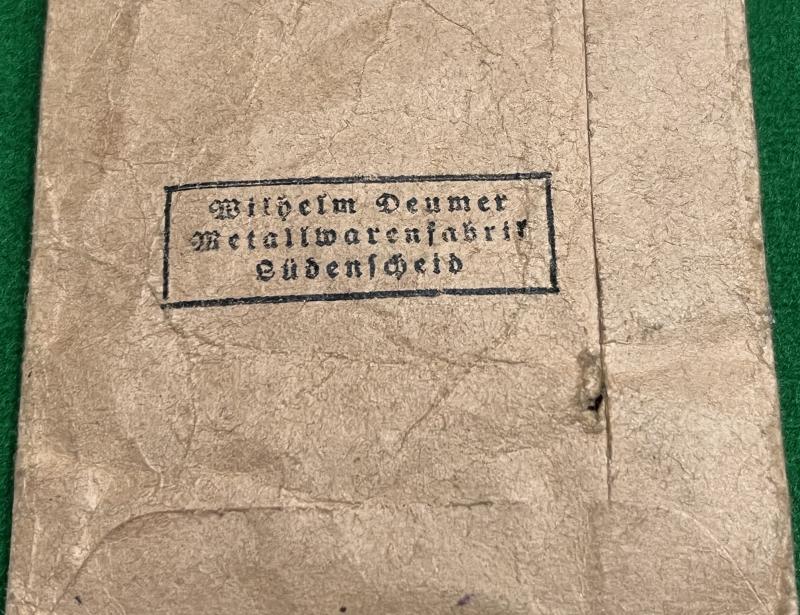 Wilhelm Deumer
Metallwarenfabrik
Lüdenscheid